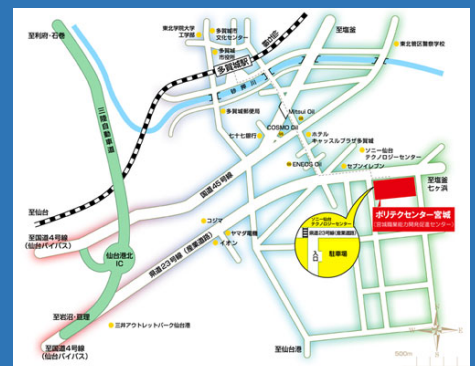 至利府・石巻
東北学院大学
工学部
多賀城市
文化センター
多賀城
市役所
至塩釜
東北管区警察学校
多賀城駅
砂押川
三陸自動車道
多賀城郵便局
Mitsui Oil
COSMO Oil
七十七銀行
ホテル
キャッスルプラザ多賀城
ソニー仙台
テクノロジーセンター
ENEOS Oil
セブンイレブン
至塩釜
七ヶ浜
国道45号線
至仙台
至国道4号線
(仙台バイパス)
コジマ
ヤマダ電機
イオン
ポリテクセンター宮城
(宮城職業能力開発促進センター)
ソニー仙台
テクノロジーセンター
県道23号線(産業道路)
駐車場
仙台港北
IC
県道23号線(産業道路)
至岩沼・亘理
三井アウトレットパーク仙台港
至国道4号線
(仙台バイパス)
至仙台港
500m
N
W
E
S